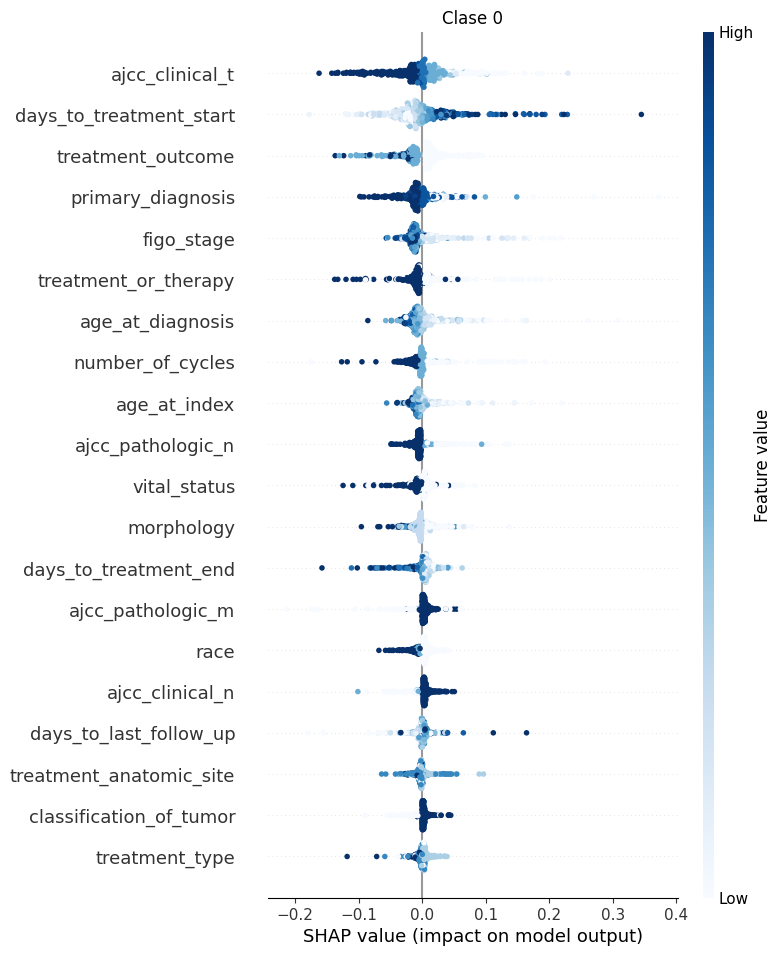 Clase 0
High
ajcc_clinical_t
days_to_treatment_start
treatment_outcome
primary_diagnosis
figo_stage
treatment_or_therapy
age_at_diagnosis
number_of_cycles
age_at_index
ajcc_pathologic_n
vital_status
morphology
days_to_treatment_end
ajcc_pathologic_m
race
ajcc_clinical_n
days_to_last_follow_up
treatment_anatomic_site
classification_of_tumor
treatment_type
Feature value
Low
−0.2 −0.1 0.0 0.1 0.2 0.3 0.4
SHAP value (impact on model output)